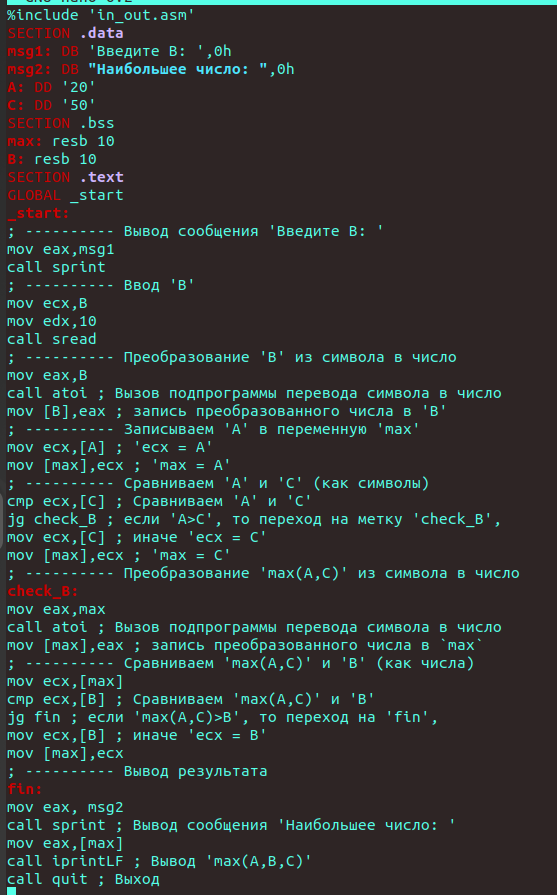 %include 'in_out.asm'
SECTION .data
msg1: DB 'Введите B: ',0h
msg2: DB "Наибольшее число: ",0h
A: DD '20'
C: DD '50'
SECTION .bss
max: resb 10
B: resb 10
SECTION .text
GLOBAL _start
_start:
; ---------- Вывод сообщения 'Введите B: '
mov eax,msg1
call sprint
; ---------- Ввод 'B'
mov ecx,B
mov edx,10
call sread
; ---------- Преобразование 'B' из символа в число
mov eax,B
call atoi ; Вызов подпрограммы перевода символа в число
mov [B],eax ; запись преобразованного числа в 'B'
; ---------- Записываем 'A' в переменную 'max'
mov ecx,[A] ; 'ecx = A'
mov [max],ecx ; 'max = A'
; ---------- Сравниваем 'A' и 'С' (как символы)
cmp ecx,[C] ; Сравниваем 'A' и 'С'
jg check_B ; если 'A>C', то переход на метку 'check_B',
mov ecx,[C] ; иначе 'ecx = C'
mov [max],ecx ; 'max = C'
; ---------- Преобразование 'max(A,C)' из символа в число
check_B:
mov eax,max
call atoi ; Вызов подпрограммы перевода символа в число
mov [max],eax ; запись преобразованного числа в `max`
; ---------- Сравниваем 'max(A,C)' и 'B' (как числа)
mov ecx,[max]
cmp ecx,[B] ; Сравниваем 'max(A,C)' и 'B'
jg fin ; если 'max(A,C)>B', то переход на 'fin',
mov ecx,[B] ; иначе 'ecx = B'
mov [max],ecx
; ---------- Вывод результата
fin:
mov eax, msg2
call sprint ; Вывод сообщения 'Наибольшее число: '
mov eax,[max]
call iprintLF ; Вывод 'max(A,B,C)'
call quit ; Выход